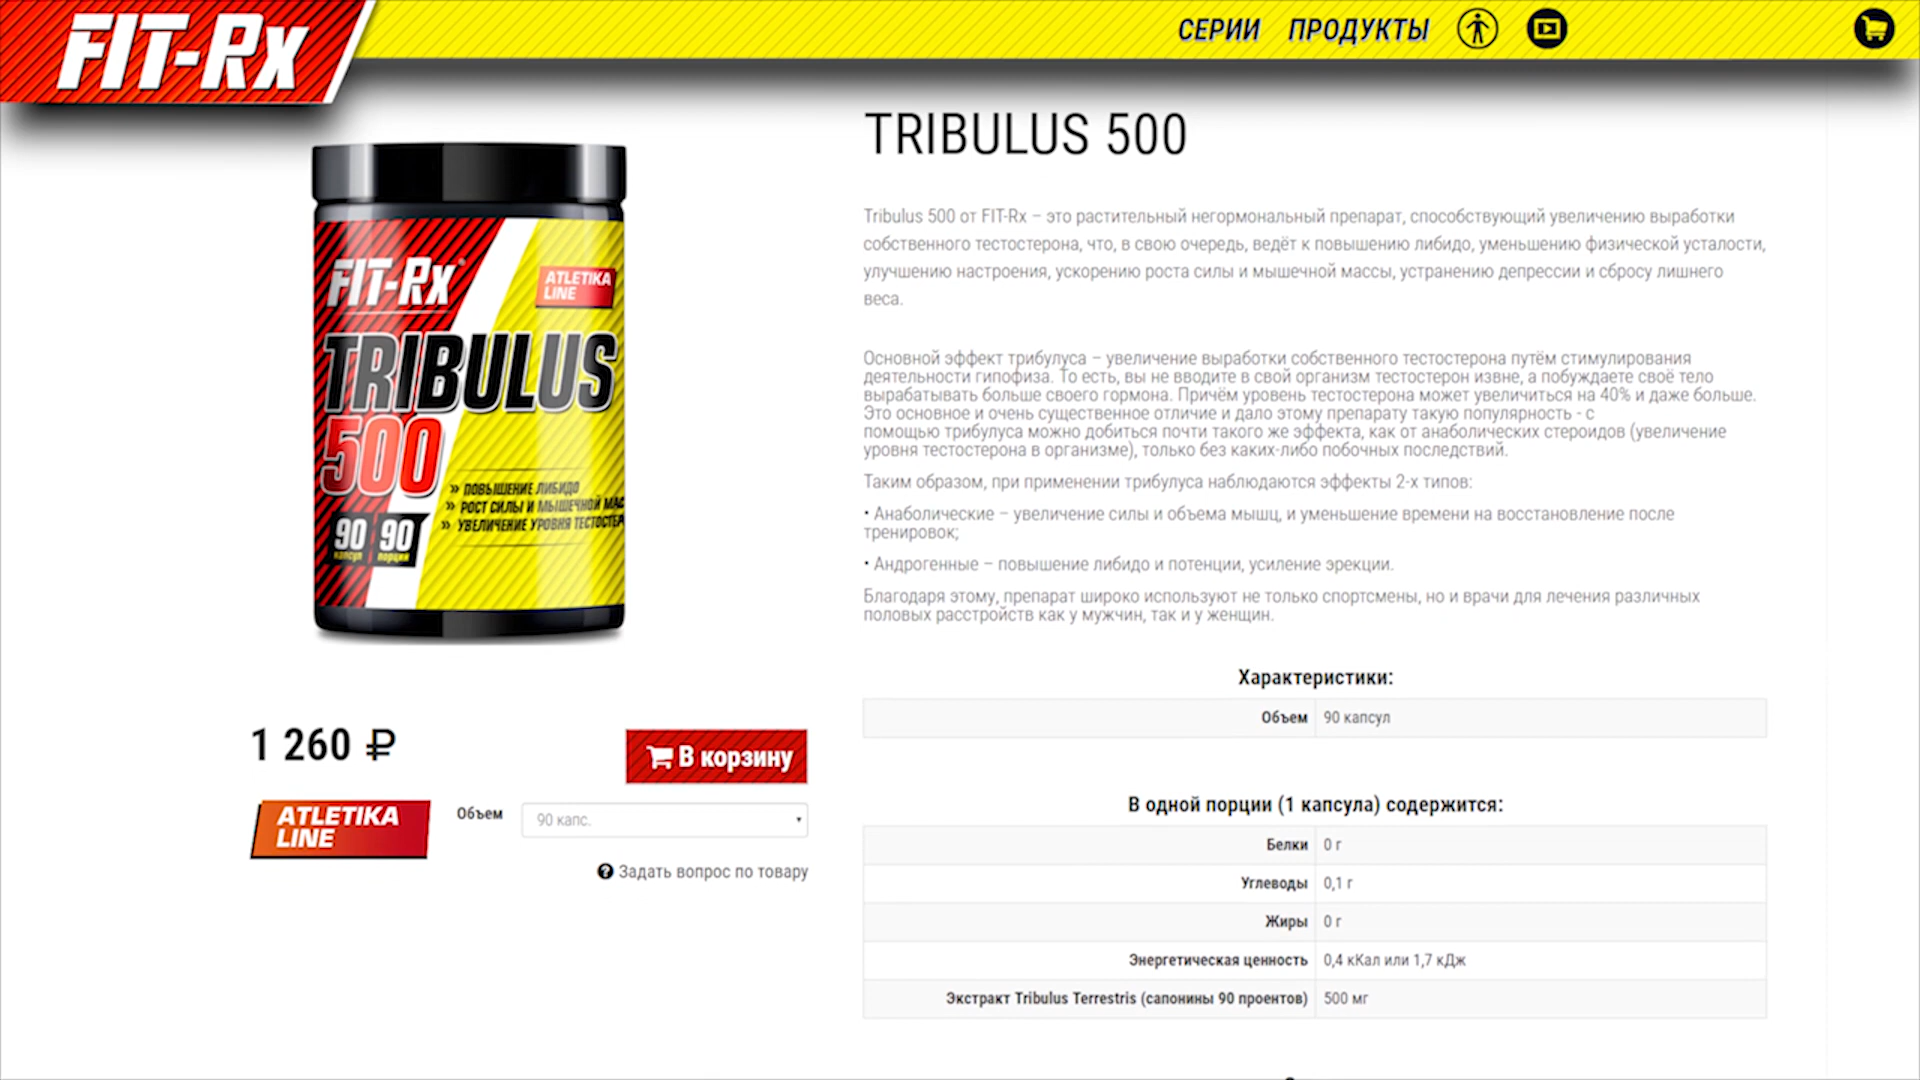 FIT-Rx
СЕРИИ ПРОДУКТЫ
TRIBULUS 500
Tribulus 500 от FIT-Rx – это растительный негормональный препарат, способствующий увеличению выработки
собственного тестостерона, что, в свою очередь, ведёт к повышению либидо, уменьшению физической усталости,
улучшению настроения, ускорению роста силы и мышечной массы, устранению депрессии и сбросу лишнего
веса.
Основной эффект трибулуса – увеличение выработки собственного тестостерона путём стимулирования
деятельности гипофиза. То есть, вы не вводите в свой организм тестостерон извне, а побуждаете своё тело
вырабатывать больше своего гормона. Причём уровень тестостерона может увеличиться на 40% и даже больше.
Это основное и очень существенное отличие и дало этому препарату такую популярность - с
помощью трибулуса можно добиться почти такого же эффекта, как от анаболических стероидов (увеличение
уровня тестостерона в организме), только без каких-либо побочных последствий.
Таким образом, при применении трибулуса наблюдаются эффекты 2-х типов:
• Анаболические – увеличение силы и объема мышц, и уменьшение времени на восстановление после
тренировок;
• Андрогенные – повышение либидо и потенции, усиление эрекции.
Благодаря этому, препарат широко используют не только спортсмены, но и врачи для лечения различных
половых расстройств как у мужчин, так и у женщин.
Характеристики:
Объем 90 капсул
В одной порции (1 капсула) содержится:
Белки 0 г
Углеводы 0,1 г
Жиры 0 г
Энергетическая ценность 0,4 кКал или 1,7 кДж
Экстракт Tribulus Terrestris (сапонины 90 проентов) 500 мг
FIT-Rx®
ATLETIKA
LINE
TRIBULUS
500
» ПОВЫШЕНИЕ ЛИБИДО
» РОСТ СИЛЫ И МЫШЕЧНОЙ МАС
» УВЕЛИЧЕНИЕ УРОВНЯ ТЕСТОСТЕР
90 90
капсул порций
1 260 ₽
В корзину
ATLETIKA
LINE
Объем 90 капс.
Задать вопрос по товару